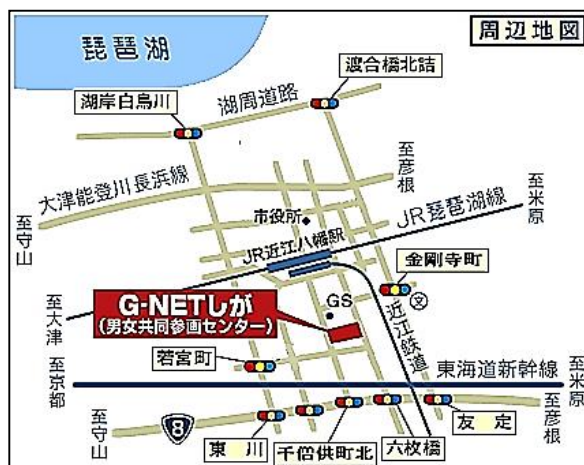 周辺地図
琵琶湖
渡合橋北詰
湖岸白鳥川
湖周道路
大津能登川長浜線
至彦根
至米原
至守山
市役所
JR琵琶湖線
JR近江八幡駅
金剛寺町
G-NETしが
(男女共同参画センター)
GS
文
近江鉄道
至大津
若宮町
東海道新幹線
至京都
至米原
8
至守山
東 川
千僧供町北
六枚橋
友 定
至彦根